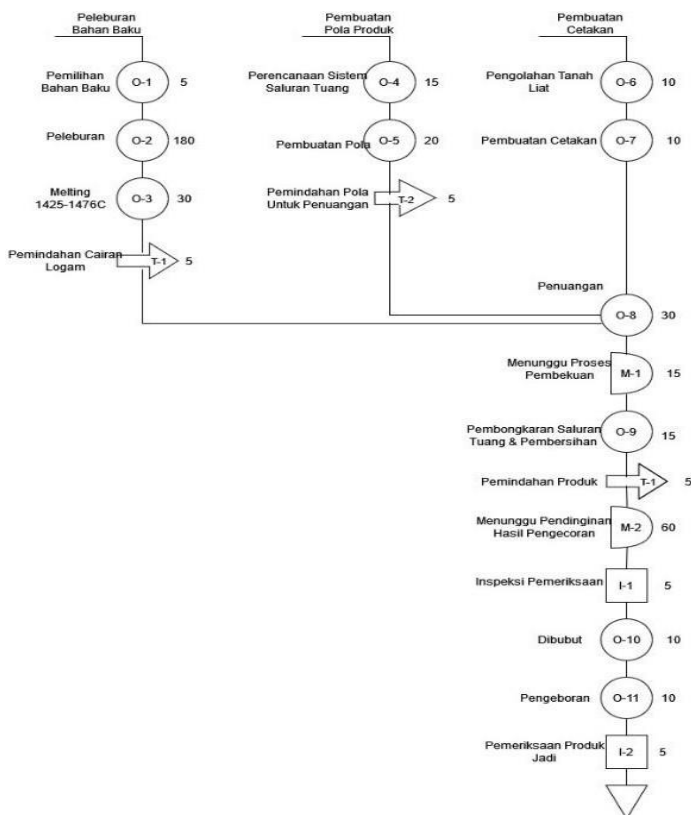 Peleburan
Bahan Baku
Pembuatan
Pola Produk
Pembuatan
Cetakan
Pemilihan
Bahan Baku
O-1
5
Perencanaan Sistem
Saluran Tuang
O-4
15
Pengolahan Tanah
Liat
O-6
10
Peleburan
O-2
180
Pembuatan Pola
O-5
20
Pembuatan Cetakan
O-7
10
Melting
1425-1476C
O-3
30
Pemindahan Pola
Untuk Penuangan
T-2
5
Pemindahan Cairan
Logam
T-1
5
Penuangan
O-8
30
Menunggu Proses
Pembekuan
M-1
15
Pembongkaran Saluran
Tuang & Pembersihan
O-9
15
Pemindahan Produk
T-1
5
Menunggu Pendinginan
Hasil Pengecoran
M-2
60
Inspeksi Pemeriksaan
I-1
5
Dibubut
O-10
10
Pengeboran
O-11
10
Pemeriksaan Produk
Jadi
I-2
5